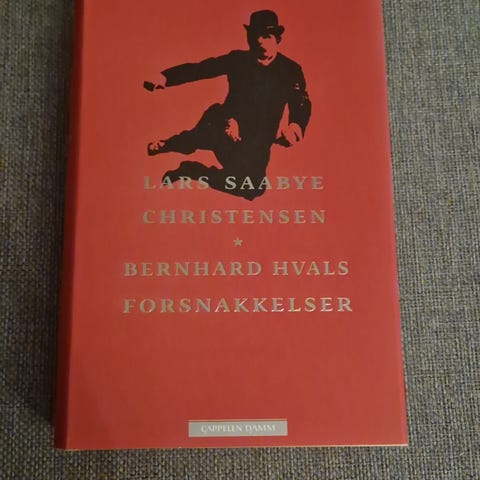 LARS SAABYE
CHRISTENSEN
★
BERNHARD HVALS
FORSNAKKELSER
CAPPELEN DAMM